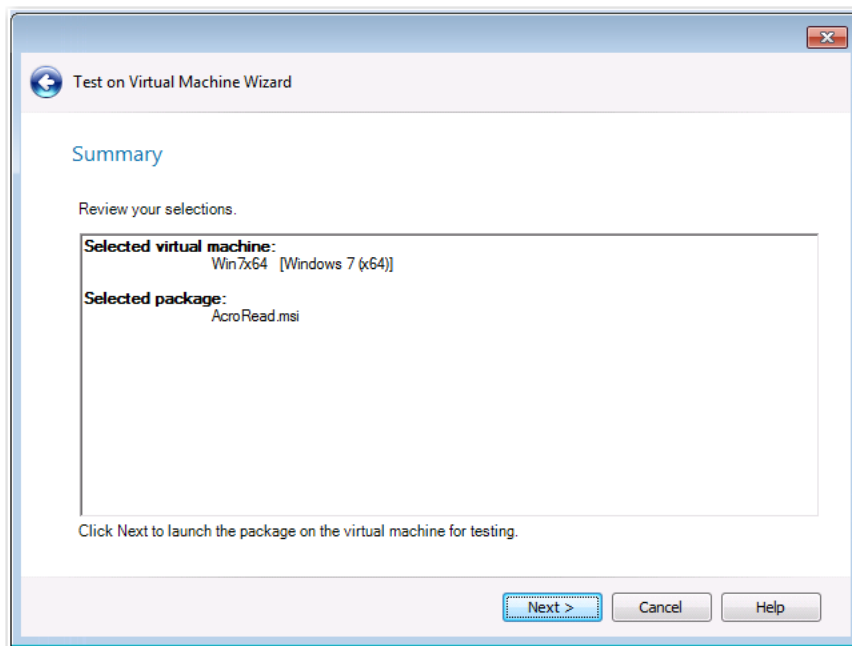 Test on Virtual Machine Wizard
Summary
Review your selections.
Selected virtual machine:
Win7x64 [Windows 7 (x64)]
Selected package:
AcroRead.msi
Click Next to launch the package on the virtual machine for testing.
Next > Cancel Help